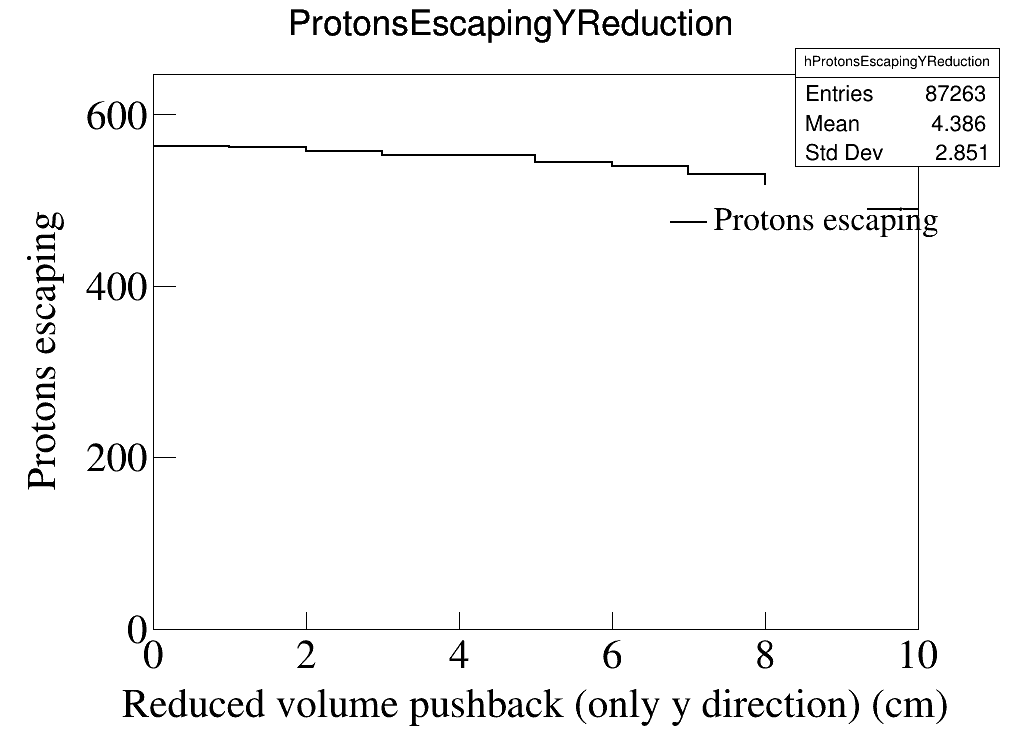 ProtonsEscapingYReduction
hProtonsEscapingYReduction
Entries 87263
Mean 4.386
Std Dev 2.851
Protons escaping
600
400
200
0
Protons escaping
0 2 4 6 8 10
Reduced volume pushback (only y direction) (cm)